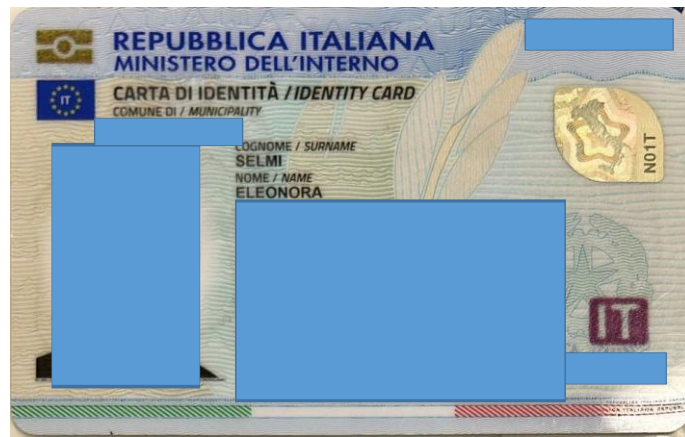 REPUBBLICA ITALIANA
MINISTERO DELL'INTERNO
IT
CARTA DI IDENTITÀ / IDENTITY CARD
COMUNE DI / MUNICIPALITY
COGNOME / SURNAME
SELMI
NOME / NAME
ELEONORA
N01T
IT